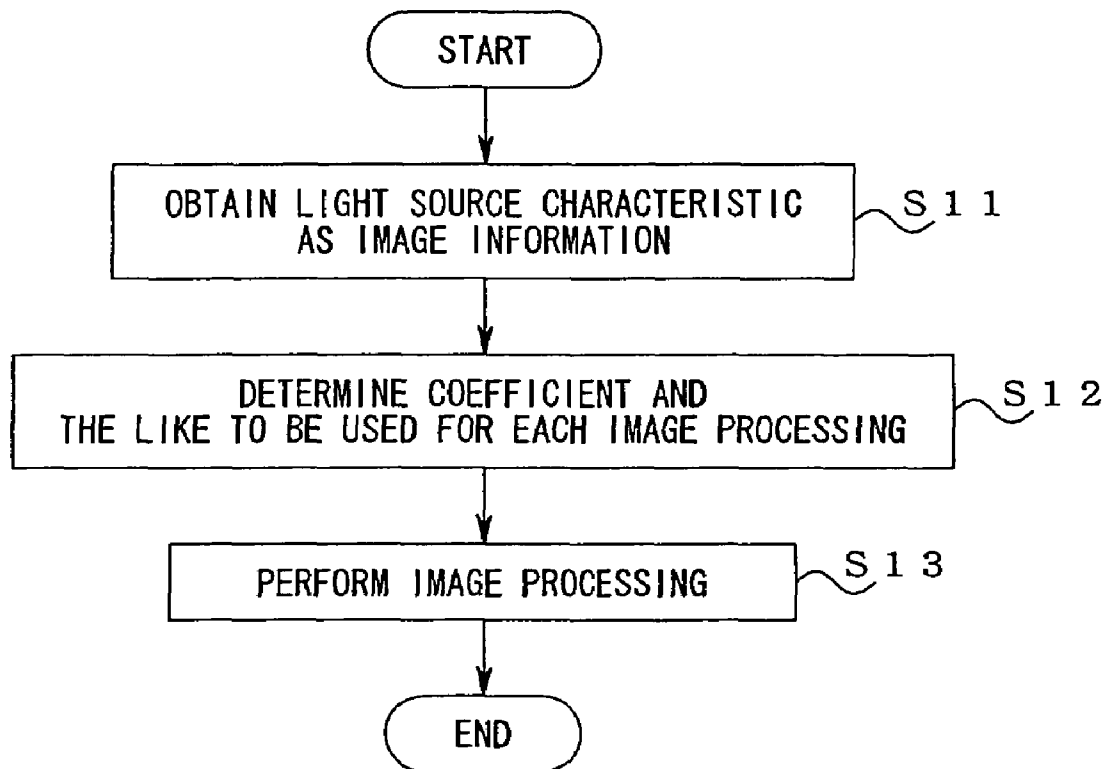 START
OBTAIN LIGHT SOURCE CHARACTERISTIC
AS IMAGE INFORMATION
S11
DETERMINE COEFFICIENT AND
THE LIKE TO BE USED FOR EACH IMAGE PROCESSING
S12
PERFORM IMAGE PROCESSING
S13
END